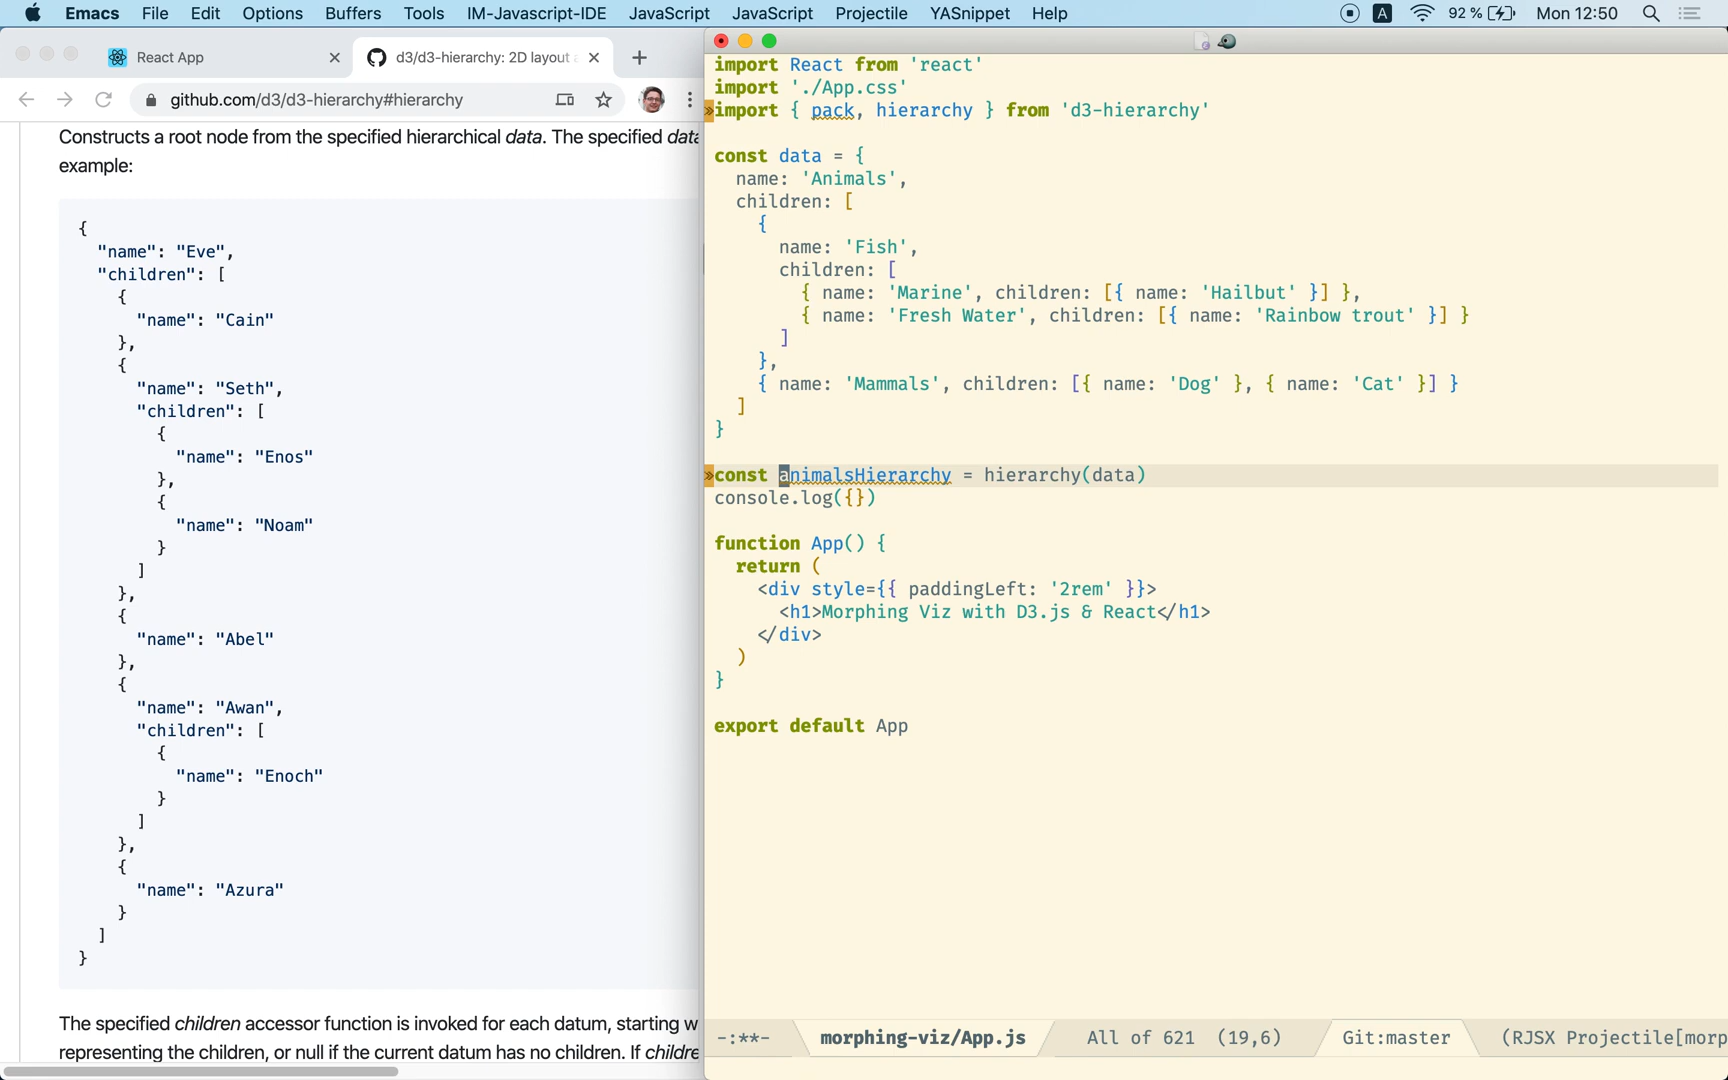 Emacs File Edit Options Buffers Tools IM-Javascript-IDE JavaScript JavaScript Projectile YASnippet Help A 92 % Mon 12:50
React App
d3/d3-hierarchy: 2D layout a
github.com/d3/d3-hierarchy#hierarchy
Constructs a root node from the specified hierarchical data. The specified data
example:
{
"name": "Eve",
"children": [
{
"name": "Cain"
},
{
"name": "Seth",
"children": [
{
"name": "Enos"
},
{
"name": "Noam"
}
]
},
{
"name": "Abel"
},
{
"name": "Awan",
"children": [
{
"name": "Enoch"
}
]
},
{
"name": "Azura"
}
]
}
The specified children accessor function is invoked for each datum, starting w
representing the children, or null if the current datum has no children. If childre
import React from 'react'
import './App.css'
»import { pack, hierarchy } from 'd3-hierarchy'
const data = {
name: 'Animals',
children: [
{
name: 'Fish',
children: [
{ name: 'Marine', children: [{ name: 'Hailbut' }] },
{ name: 'Fresh Water', children: [{ name: 'Rainbow trout' }] }
]
},
{ name: 'Mammals', children: [{ name: 'Dog' }, { name: 'Cat' }] }
]
}
»const animalsHierarchy = hierarchy(data)
console.log({})
function App() {
return (
<div style={{ paddingLeft: '2rem' }}>
<h1>Morphing Viz with D3.js & React</h1>
</div>
)
}
export default App
-:**- morphing-viz/App.js All of 621 (19,6) Git:master (RJSX Projectile[morp